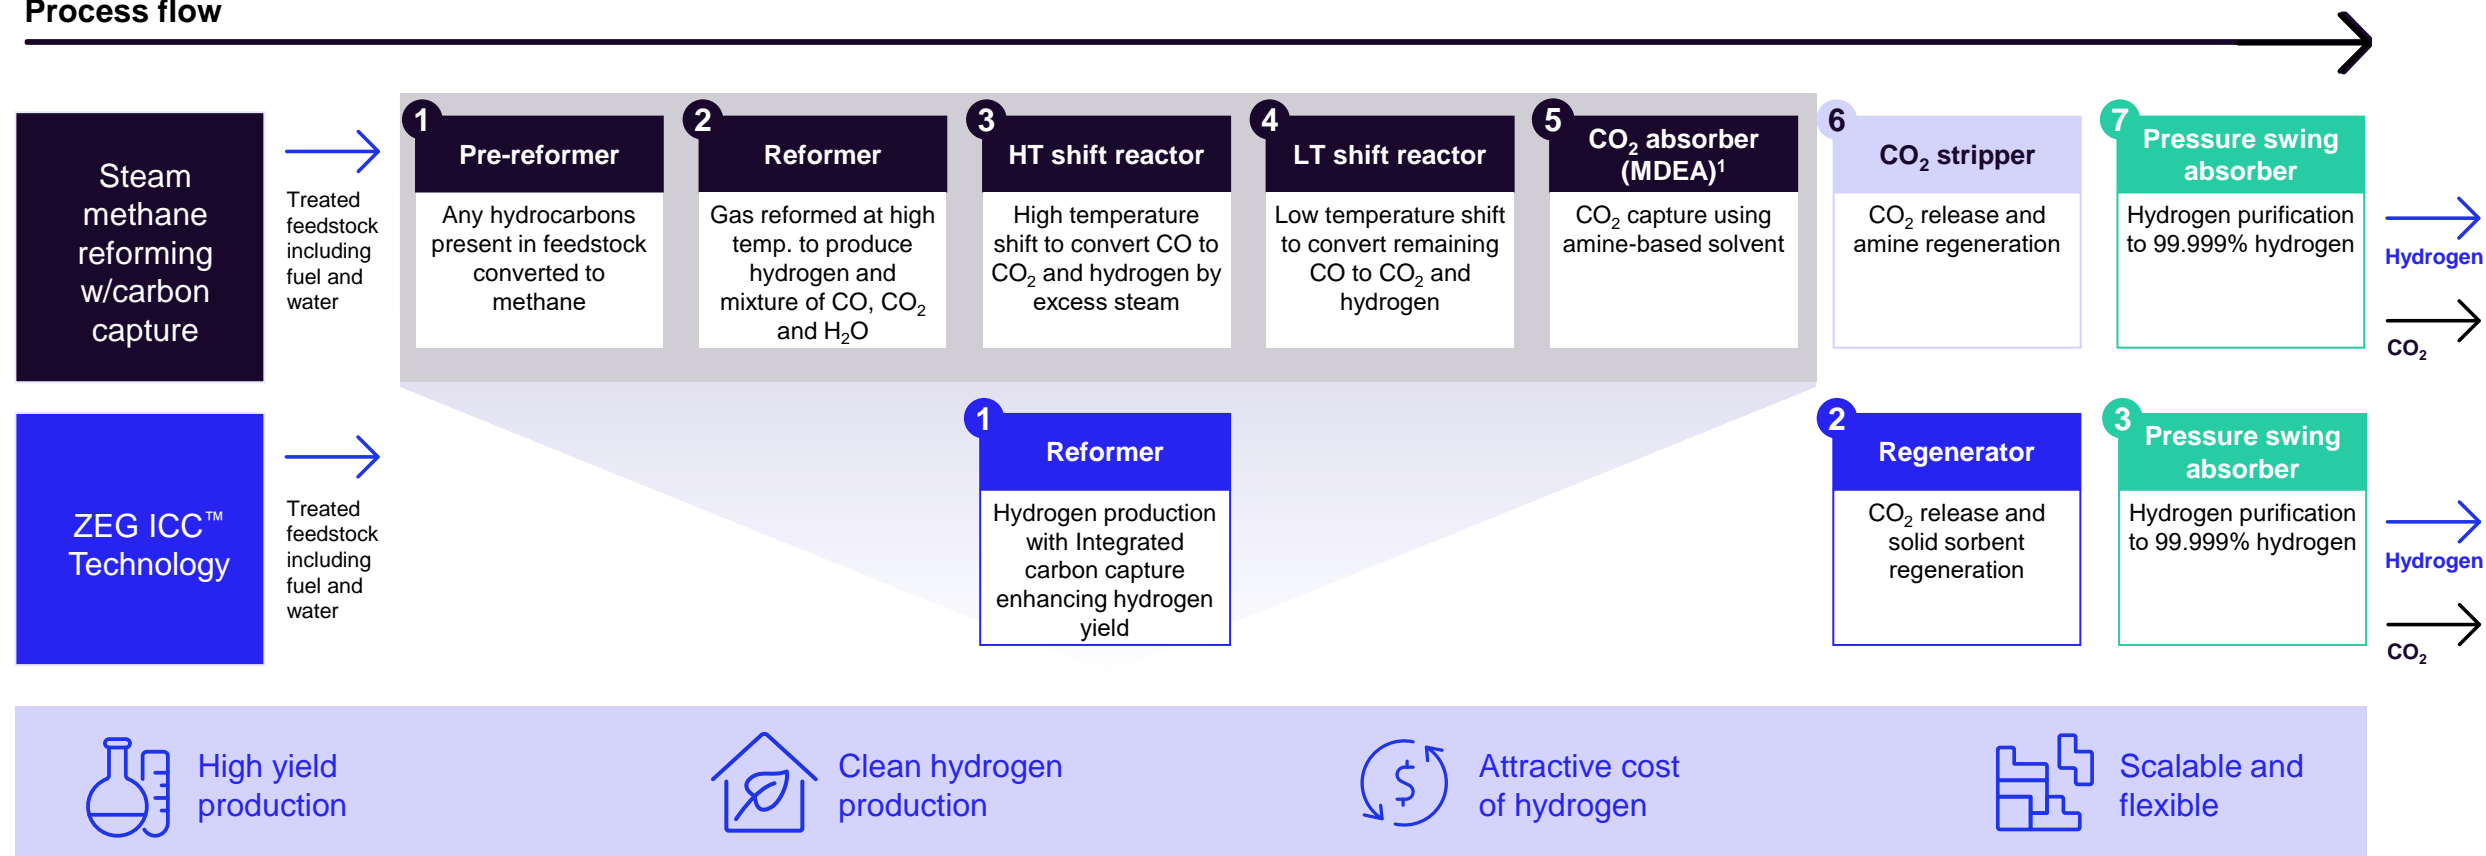 Process flow
Steam
methane
reforming
w/carbon
capture
Treated
feedstock
including
fuel and
water
1
Pre-reformer
Any hydrocarbons
present in feedstock
converted to
methane
2
Reformer
Gas reformed at high
temp. to produce
hydrogen and
mixture of CO, CO₂
and H₂O
3
HT shift reactor
High temperature
shift to convert CO to
CO₂ and hydrogen by
excess steam
4
LT shift reactor
Low temperature shift
to convert remaining
CO to CO₂ and
hydrogen
5
CO₂ absorber
(MDEA)¹
CO₂ capture using
amine-based solvent
6
CO₂ stripper
CO₂ release and
amine regeneration
7
Pressure swing
absorber
Hydrogen purification
to 99.999% hydrogen
Hydrogen
CO₂
ZEG ICC™
Technology
Treated
feedstock
including
fuel and
water
1
Reformer
Hydrogen production
with Integrated
carbon capture
enhancing hydrogen
yield
2
Regenerator
CO₂ release and
solid sorbent
regeneration
3
Pressure swing
absorber
Hydrogen purification
to 99.999% hydrogen
Hydrogen
CO₂
High yield
production
Clean hydrogen
production
$
Attractive cost
of hydrogen
Scalable and
flexible